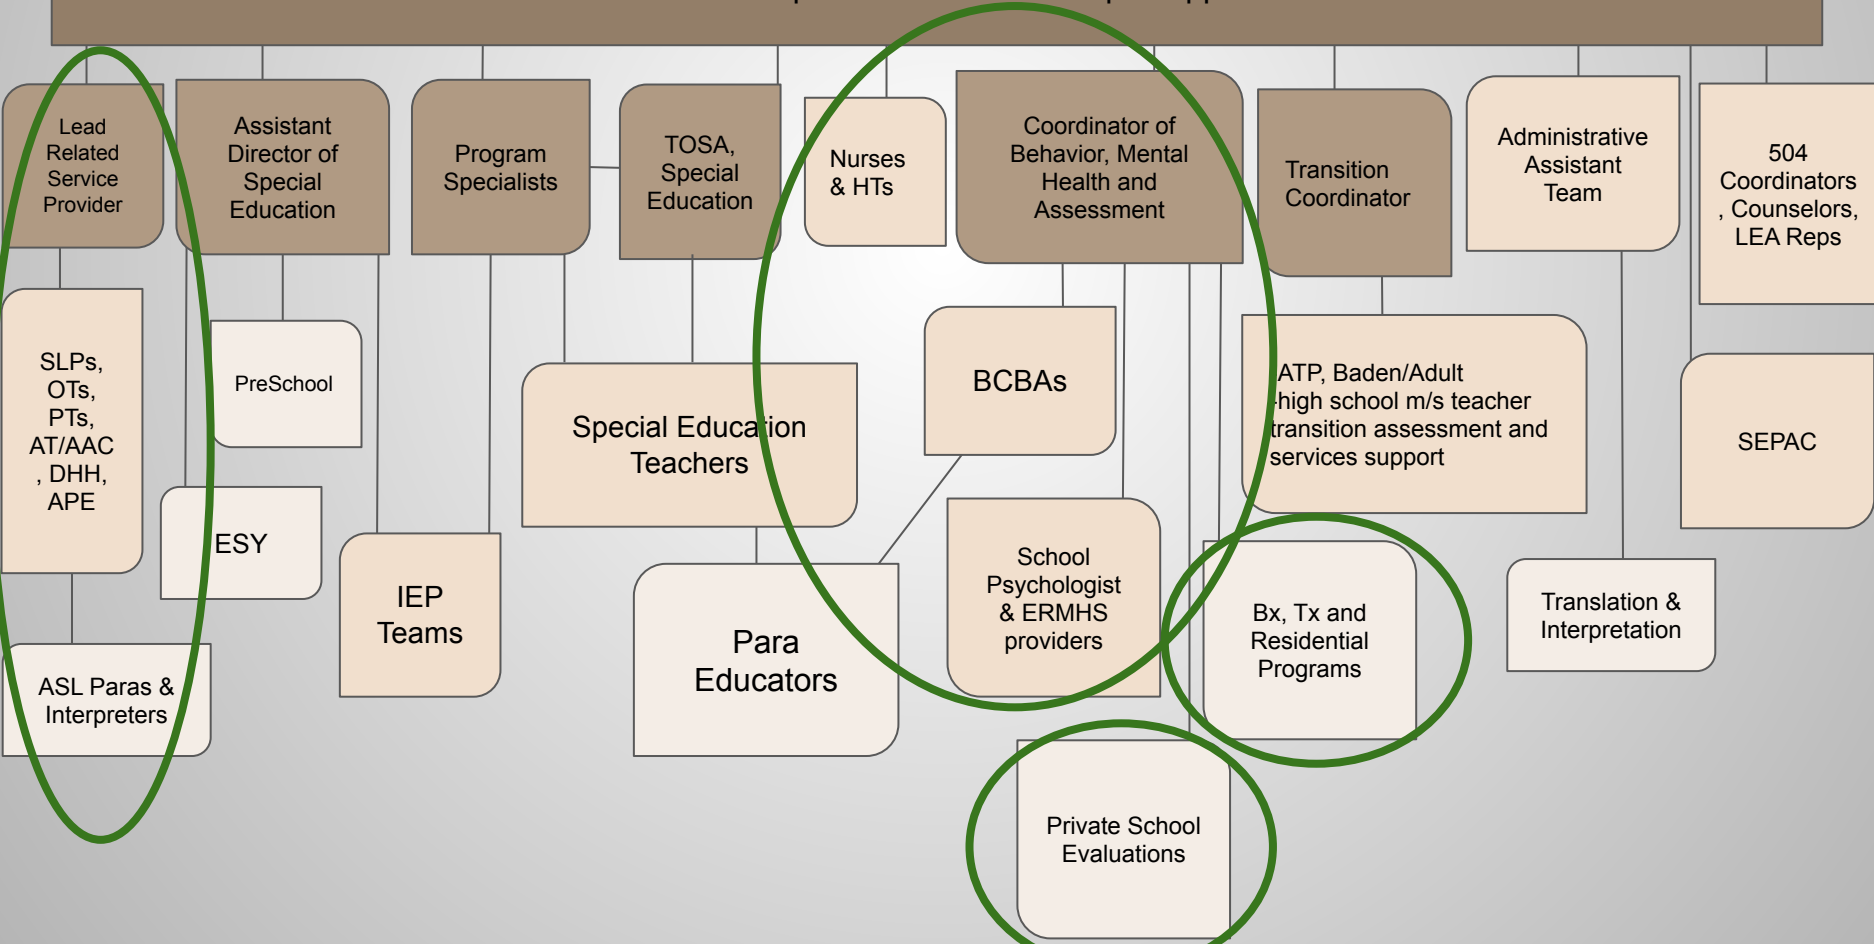 Lead
Related
Service
Provider
Assistant
Director of
Special
Education
Program
Specialists
TOSA,
Special
Education
Nurses
& HTs
Coordinator of
Behavior, Mental
Health and
Assessment
Transition
Coordinator
Administrative
Assistant
Team
504
Coordinators
, Counselors,
LEA Reps
SLPs,
OTs,
PTs,
AT/AAC
, DHH,
APE
PreSchool
Special Education
Teachers
BCBAs
ATP, Baden/Adult
-high school m/s teacher
transition assessment and
services support
SEPAC
ESY
IEP
Teams
Para
Educators
School
Psychologist
& ERMHS
providers
Bx, Tx and
Residential
Programs
Translation &
Interpretation
ASL Paras &
Interpreters
Private School
Evaluations